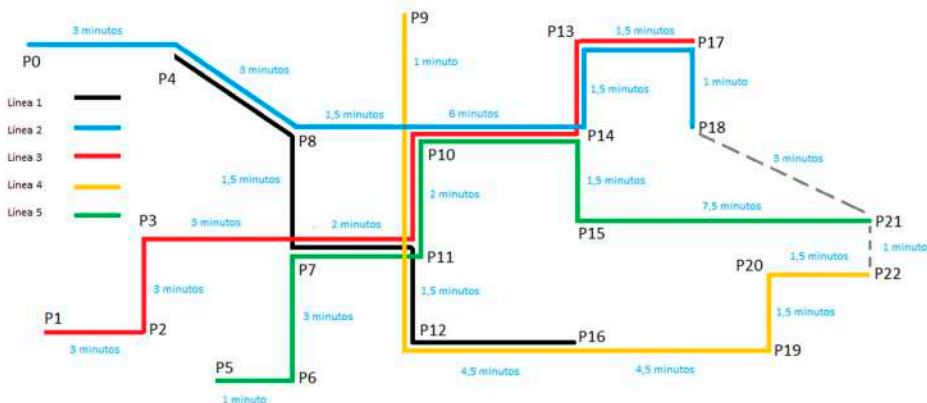 P9
3 minutos
P13
1,5 minutos
P17
P0
P4
3 minutos
1 minuto
1,5 minutos
1 minuto
Linea 1
Línea 2
Línea 3
Línea 4
Línea 5
1,5 minutos
6 minutos
P8
P10
P14
P18
1,5 minutos
2 minutos
1,5 minutos
3 minutos
P3
3 minutos
2 minutos
7,5 minutos
P15
P21
P7
P11
P20
1,5 minutos
1 minuto
P22
3 minutos
3 minutos
1,5 minutos
1,5 minutos
P1
P2
P12
P16
P19
3 minutos
P5
P6
1 minuto
4,5 minutos
4,5 minutos